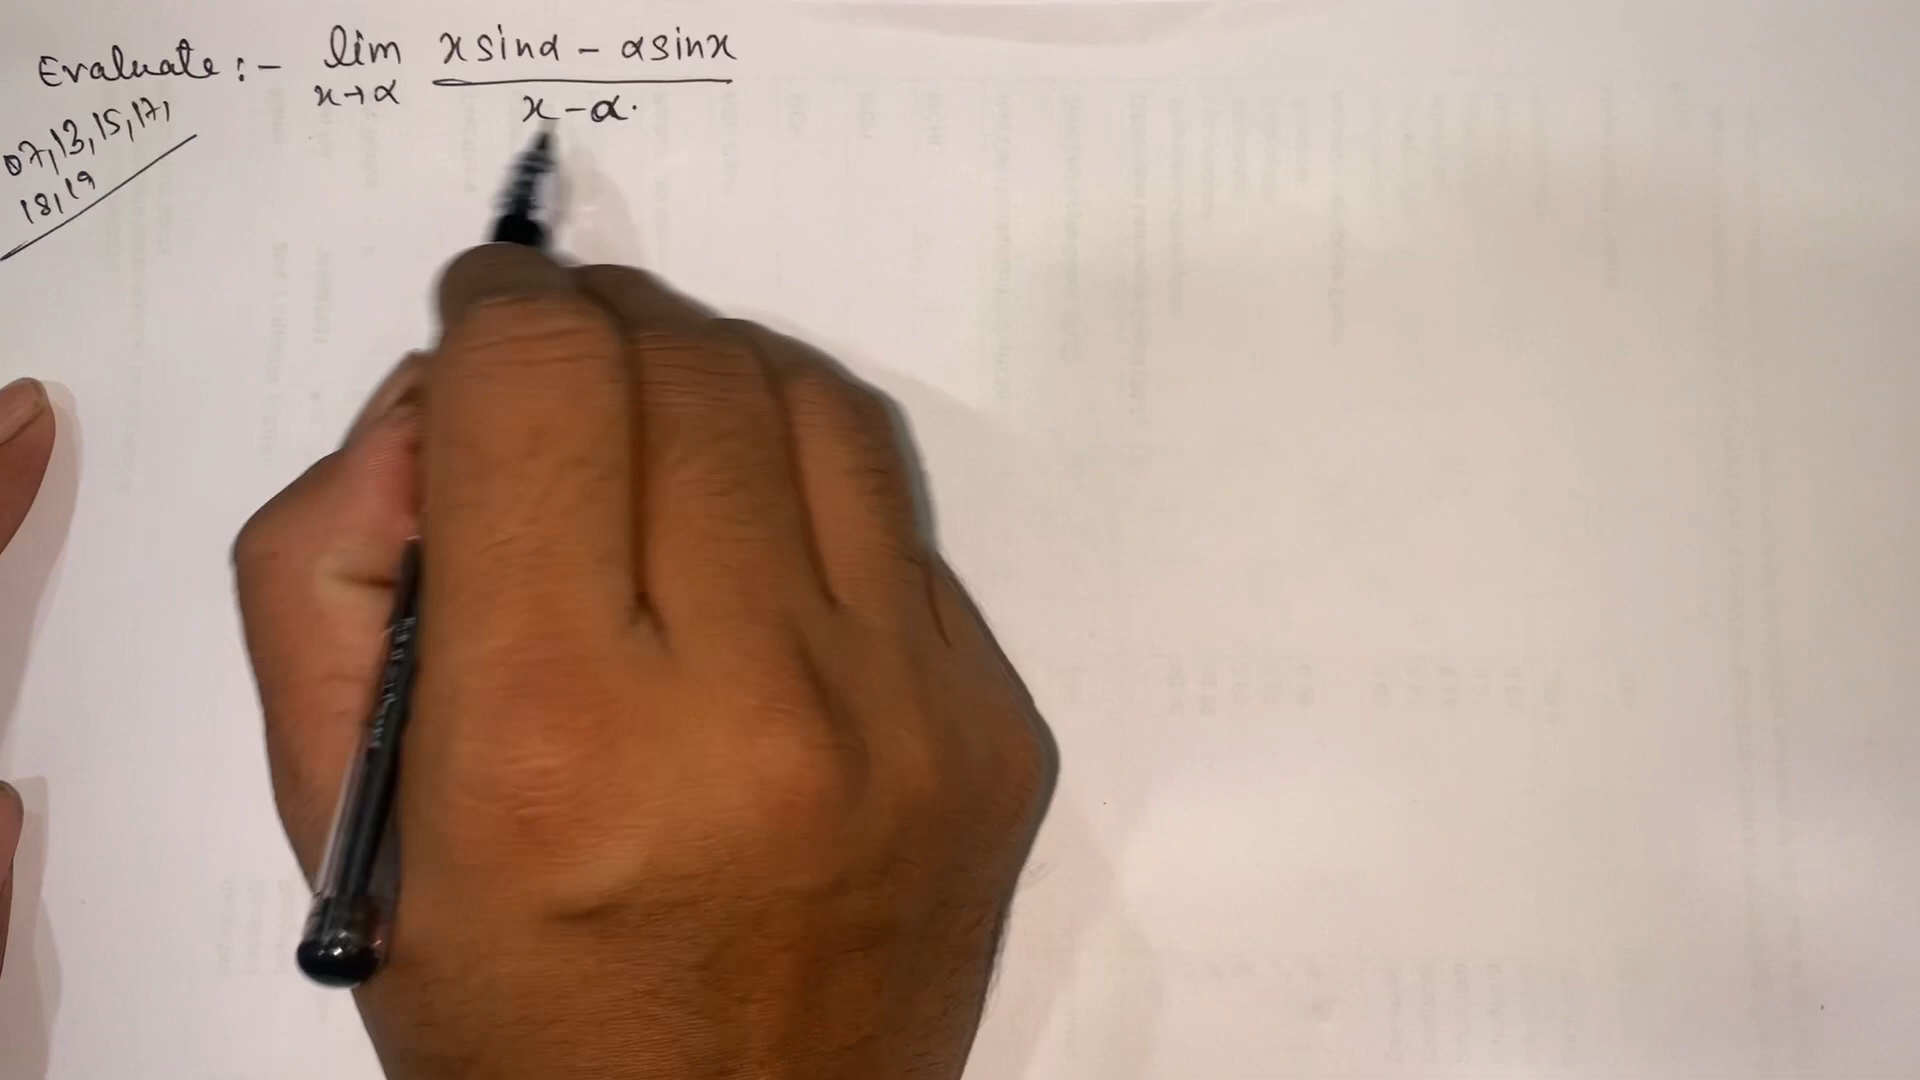 Evaluate :- lim x sinα - α sinx
x→α x-α.
07, 13, 15, 17,
18, 19